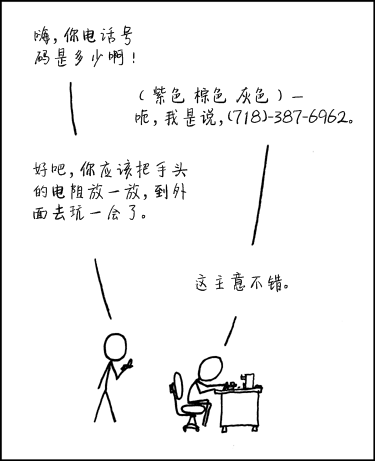 嗨，你电话号
码是多少啊！
（紫色 棕色 灰色）—
呃，我是说，(718)-387-6962。
好吧，你应该把手头
的电阻放一放，到外
面去玩一会了。
这主意不错。